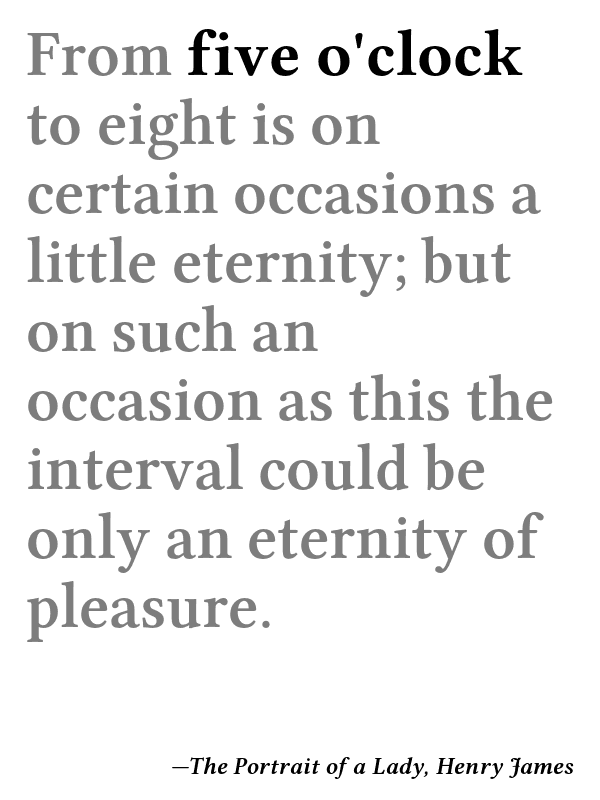 From five o'clock
to eight is on
certain occasions a
little eternity; but
on such an
occasion as this the
interval could be
only an eternity of
pleasure.
—The Portrait of a Lady, Henry James